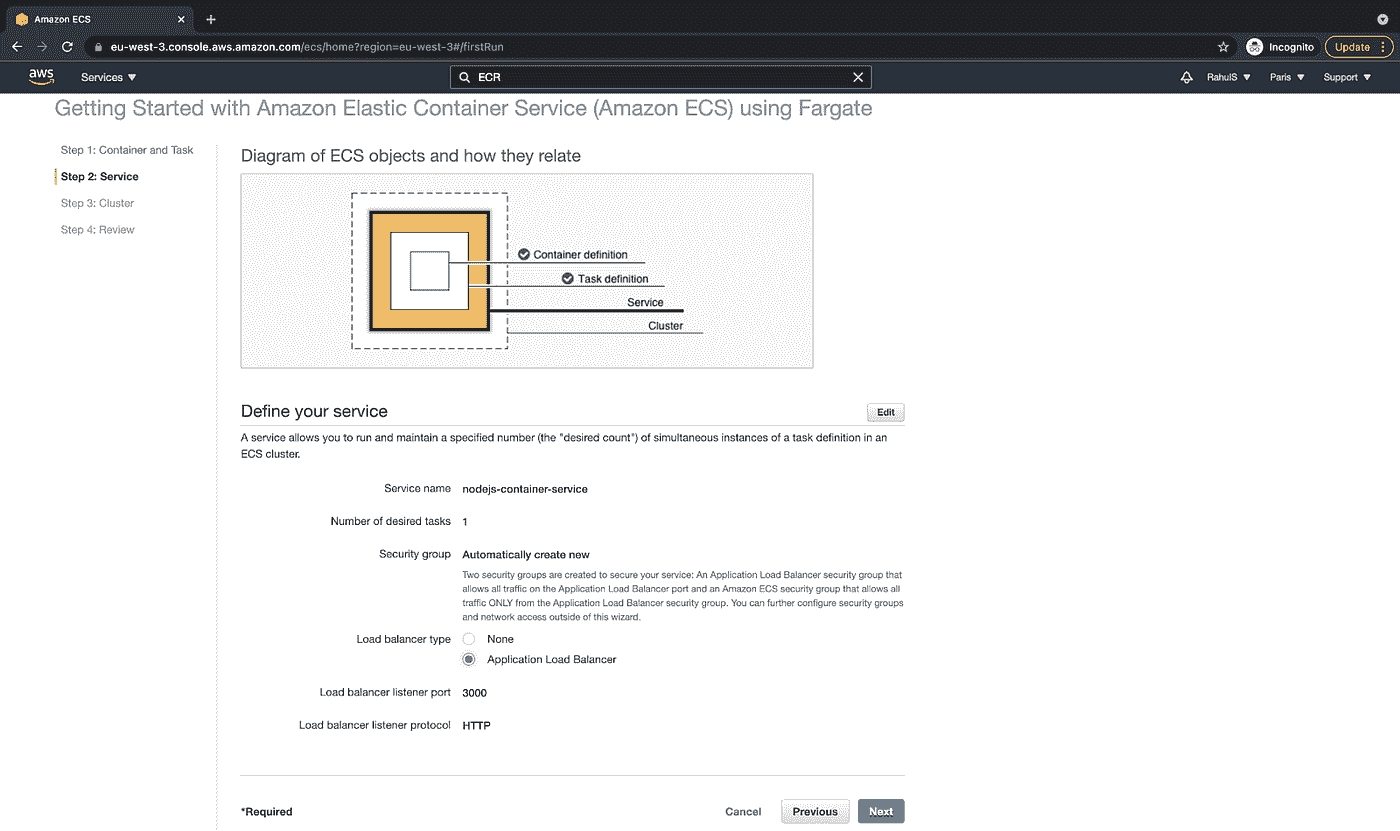 Amazon ECS
eu-west-3.console.aws.amazon.com/ecs/home?region=eu-west-3#/firstRun
Incognito
Update
aws
Services
ECR
RahulS
Paris
Support
Getting Started with Amazon Elastic Container Service (Amazon ECS) using Fargate
Step 1: Container and Task
Step 2: Service
Step 3: Cluster
Step 4: Review
Diagram of ECS objects and how they relate
Container definition
Task definition
Service
Cluster
Define your service
Edit
A service allows you to run and maintain a specified number (the "desired count") of simultaneous instances of a task definition in an
ECS cluster.
Service name nodejs-container-service
Number of desired tasks 1
Security group Automatically create new
Two security groups are created to secure your service: An Application Load Balancer security group that
allows all traffic on the Application Load Balancer port and an Amazon ECS security group that allows all
traffic ONLY from the Application Load Balancer security group. You can further configure security groups
and network access outside of this wizard.
Load balancer type None
Application Load Balancer
Load balancer listener port 3000
Load balancer listener protocol HTTP
*Required
Cancel
Previous
Next